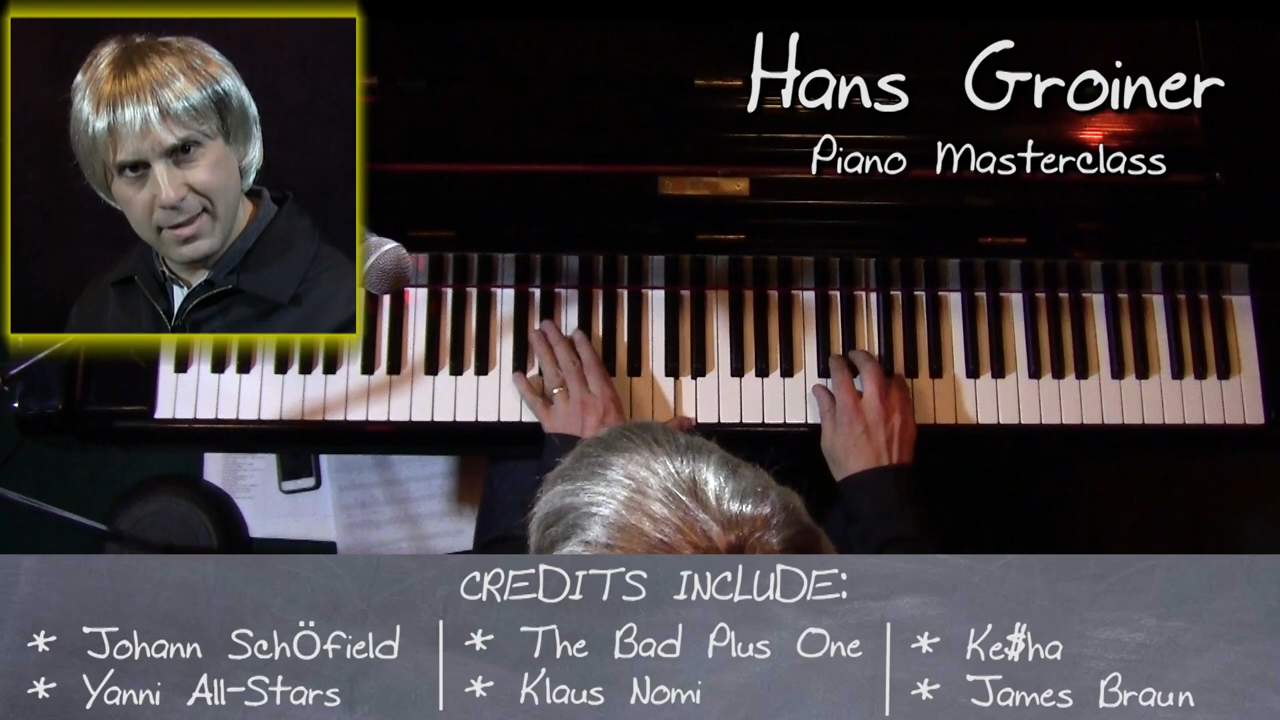 Hans Groiner
Piano Masterclass
CREDITS INCLUDE:
* Johann SchÖfield
* Yanni All-Stars
* The Bad Plus One
* Klaus Nomi
* Ke$ha
* James Braun